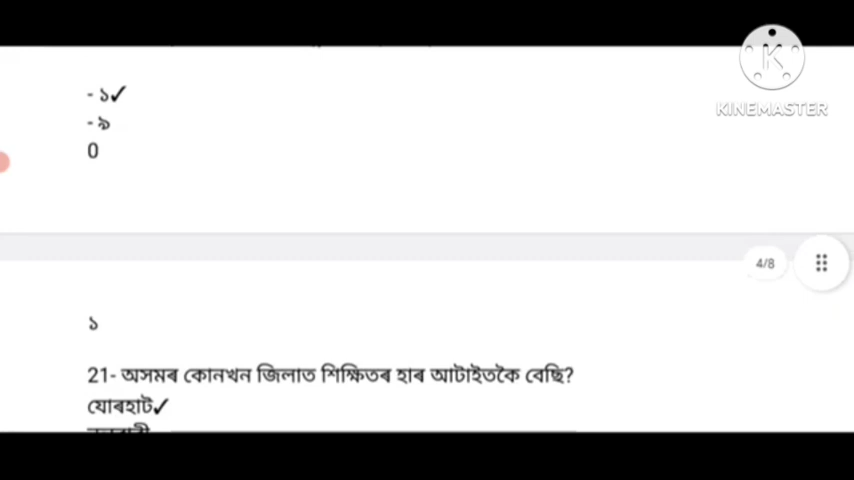 - ১✓
K
KINEMASTER
- ৯
0
4/8
১
21- অসমৰ কোনখন জিলাত শিক্ষিতৰ হাৰ আটাইতকৈ বেছি?
যোৰহাট✓